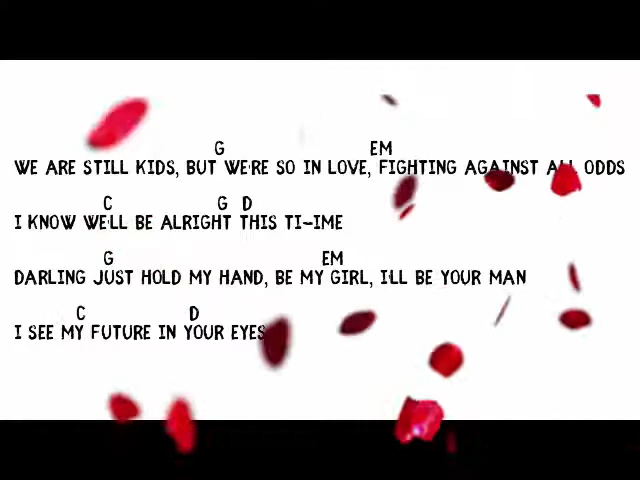 G EM
WE ARE STILL KIDS, BUT WE'RE SO IN LOVE, FIGHTING AGAINST ALL ODDS
C G D
I KNOW WE'LL BE ALRIGHT THIS TI-IME
G EM
DARLING JUST HOLD MY HAND, BE MY GIRL, I'LL BE YOUR MAN
C D
I SEE MY FUTURE IN YOUR EYES